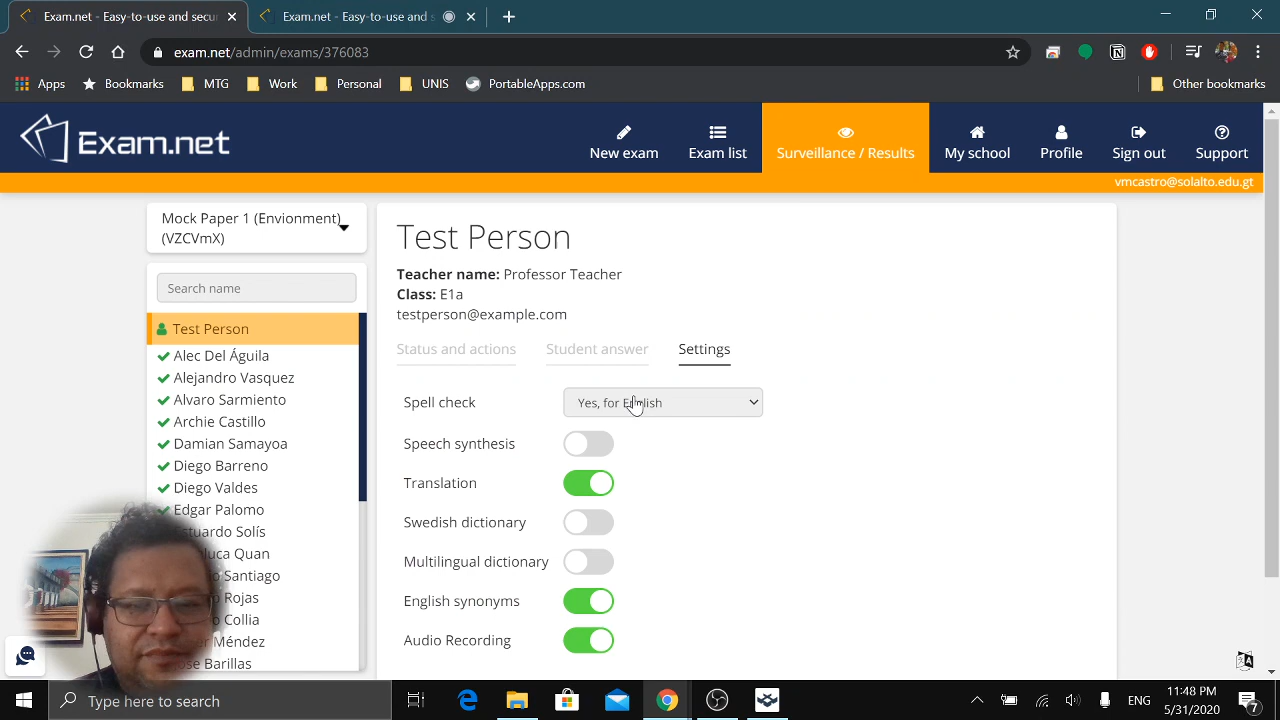 Exam.net - Easy-to-use and s
Exam.net - Easy-to-use and s
exam.net/admin/exams/376083
Apps
Bookmarks
MTG
Work
Personal
UNIS
PortableApps.com
Other bookmarks
Exam.net
New exam
Exam list
Surveillance / Results
My school
Profile
Sign out
Support
vmcastro@solalto.edu.gt
Mock Paper 1 (Envionment)
(VZCVmX)
Search name
Test Person
Alec Del Águila
Alejandro Vasquez
Alvaro Sarmiento
Archie Castillo
Damian Samayoa
Diego Barreno
Diego Valdes
Edgar Palomo
Solís
Quan
Santiago
Rojas
Collia
Méndez
Barillas
Test Person
Teacher name: Professor Teacher
Class: E1a
testperson@example.com
Status and actions
Student answer
Settings
Spell check
Yes, for English
Speech synthesis
Translation
Swedish dictionary
Multilingual dictionary
English synonyms
Audio Recording
Type here to search
ENG
11:48 PM
5/31/2020
7